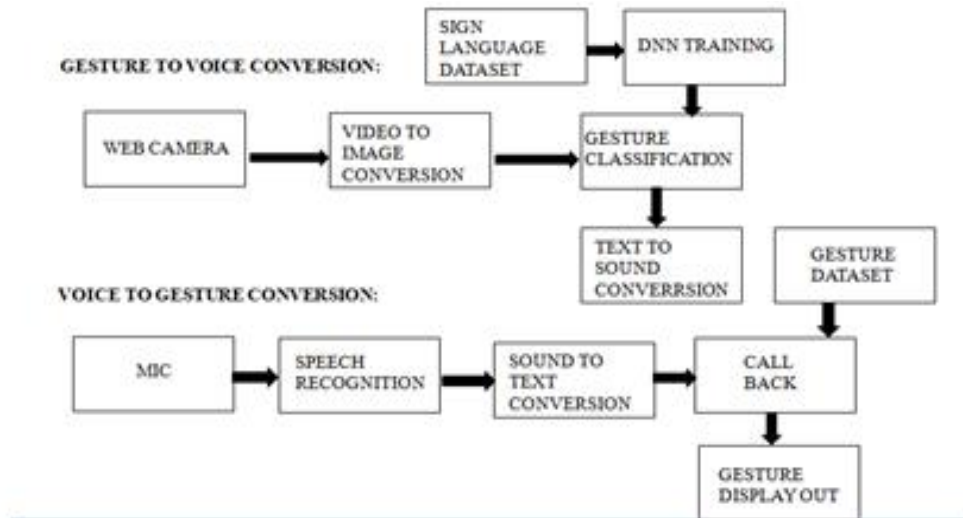 SIGN
LANGUAGE
DATASET
DNN TRAINING
GESTURE TO VOICE CONVERSION:
WEB CAMERA
VIDEO TO
IMAGE
CONVERSION
GESTURE
CLASSIFICATION
TEXT TO
SOUND
CONVERRSION
GESTURE
DATASET
VOICE TO GESTURE CONVERSION:
MIC
SPEECH
RECOGNITION
SOUND TO
TEXT
CONVERSION
CALL
BACK
GESTURE
DISPLAY OUT